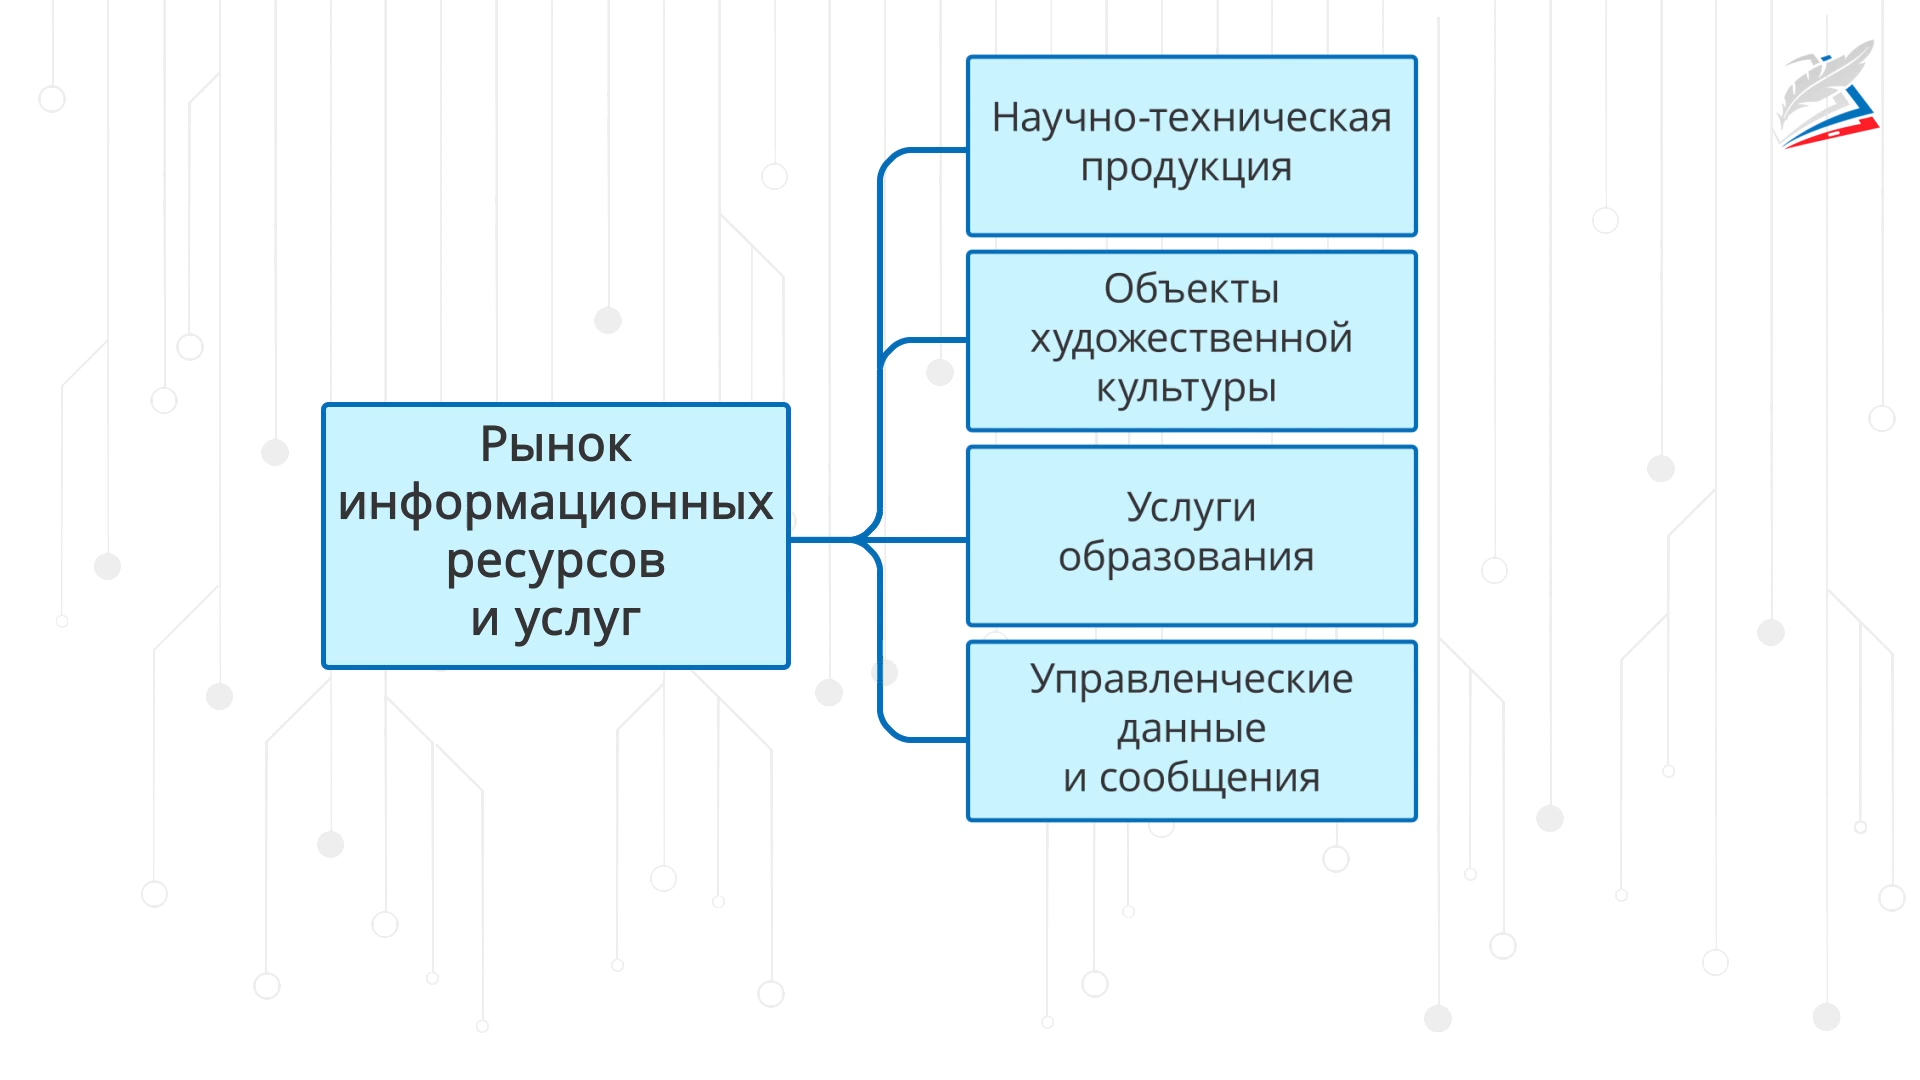 Рынок
информационных
ресурсов
и услуг
Научно-техническая
продукция
Объекты
художественной
культуры
Услуги
образования
Управленческие
данные
и сообщения